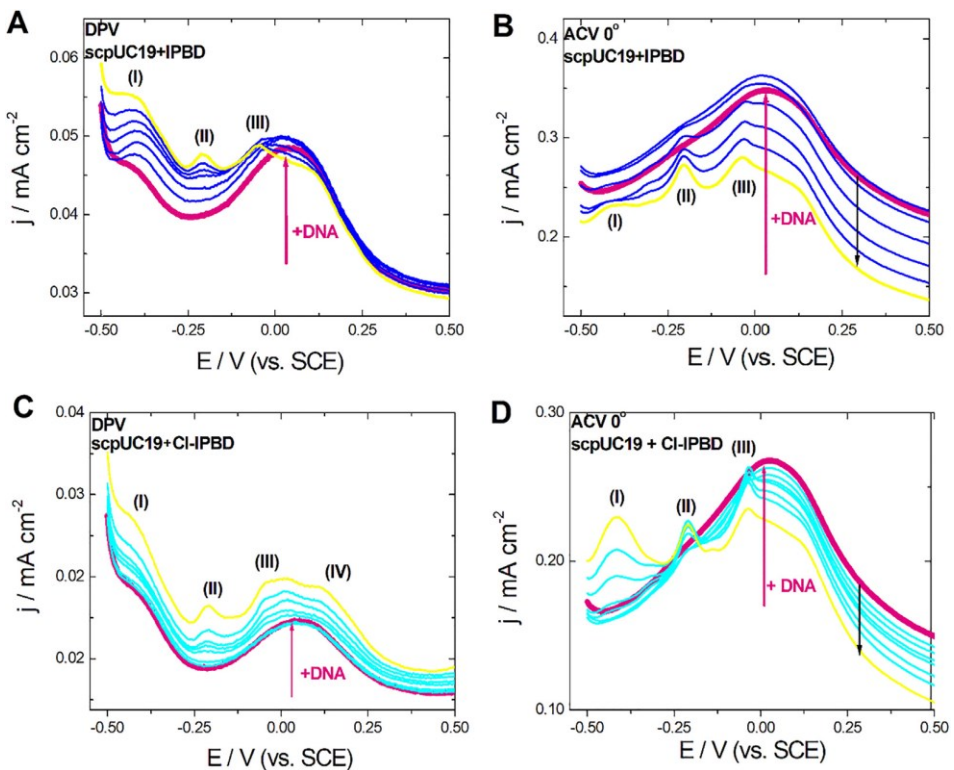 A
DPV
scpUC19+IPBD
0.06
0.05
0.04
0.03
j / mA cm-2
(I)
(II)
(III)
+DNA
-0.50
-0.25
0.00
0.25
0.50
E / V (vs. SCE)
B
ACV 0°
scpUC19+IPBD
0.4
0.3
0.2
j / mA cm-2
(I)
(II)
(III)
+DNA
-0.50
-0.25
0.00
0.25
0.50
E / V (vs. SCE)
C
DPV
scpUC19+Cl-IPBD
0.04
0.03
0.02
0.02
j / mA cm-2
(I)
(II)
(III)
(IV)
+DNA
-0.50
-0.25
0.00
0.25
0.50
E / V (vs. SCE)
D
ACV 0°
scpUC19 + Cl-IPBD
0.30
0.20
0.10
j / mA cm-2
(I)
(II)
(III)
+ DNA
-0.50
-0.25
0.00
0.25
0.50
E / V (vs. SCE)